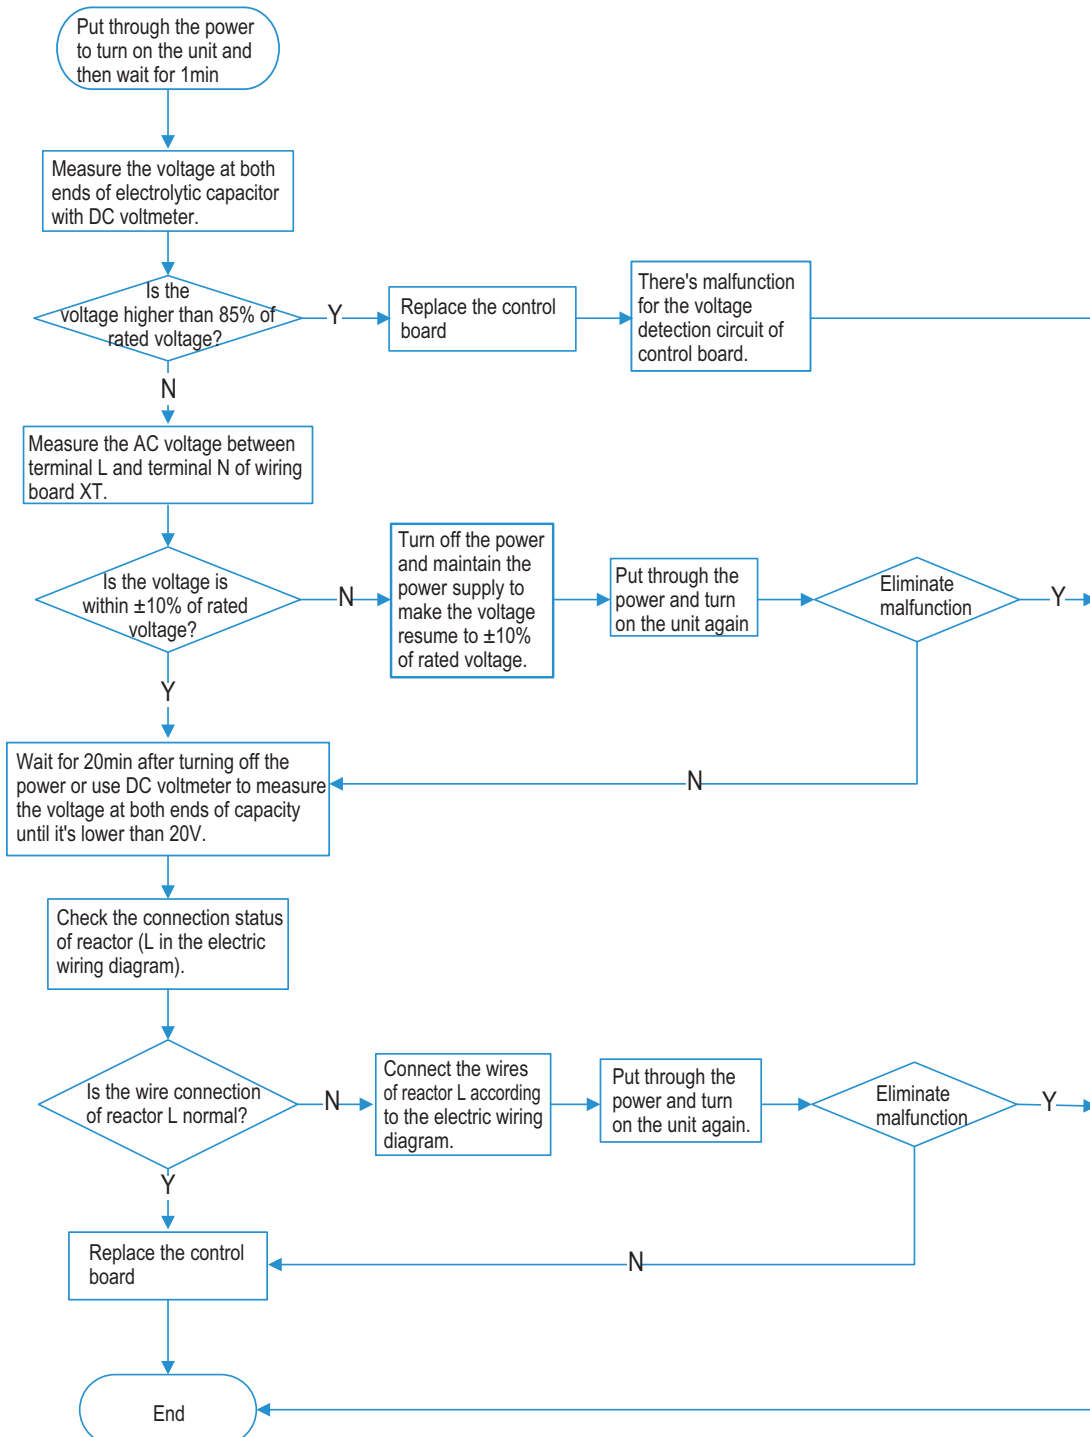 Put through the power
to turn on the unit and
then wait for 1min
Measure the voltage at both
ends of electrolytic capacitor
with DC voltmeter.
Is the
voltage higher than 85% of
rated voltage?
Y
Replace the control
board
There's malfunction
for the voltage
detection circuit of
control board.
N
Measure the AC voltage between
terminal L and terminal N of wiring
board XT.
Is the voltage is
within ±10% of rated
voltage?
N
Turn off the power
and maintain the
power supply to
make the voltage
resume to ±10%
of rated voltage.
Put through the
power and turn
on the unit again
Eliminate
malfunction
Y
Y
N
Wait for 20min after turning off the
power or use DC voltmeter to measure
the voltage at both ends of capacity
until it's lower than 20V.
Check the connection status
of reactor (L in the electric
wiring diagram).
Is the wire connection
of reactor L normal?
N
Connect the wires
of reactor L according
to the electric wiring
diagram.
Put through the
power and turn
on the unit again.
Eliminate
malfunction
Y
Y
N
Replace the control
board
End